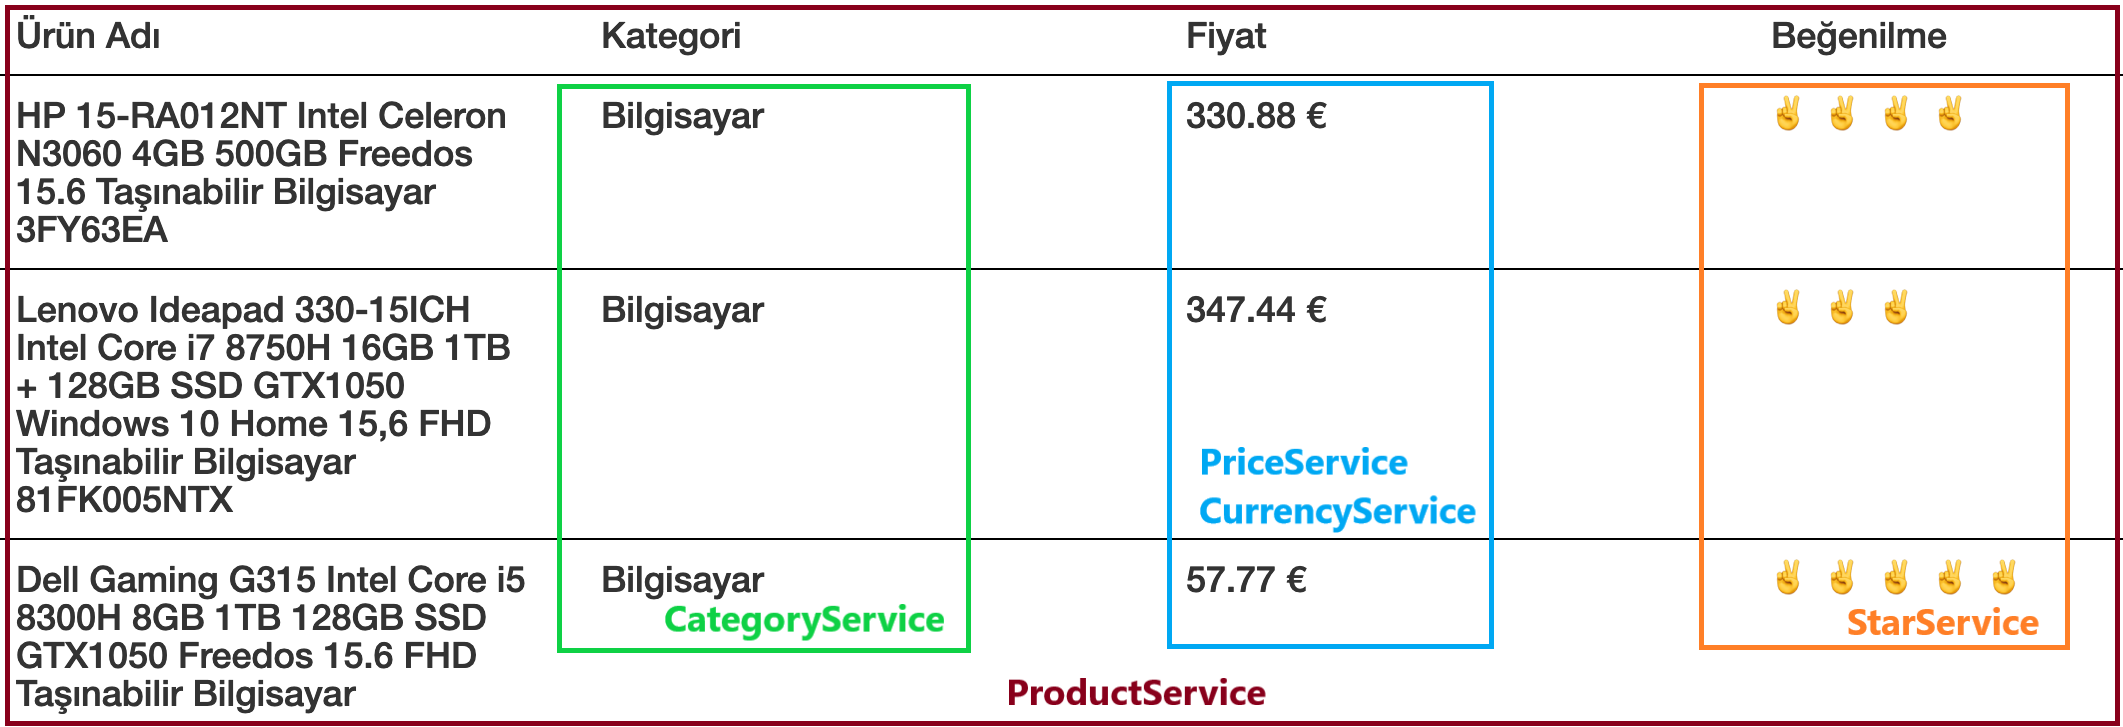 Ürün Adı Kategori Fiyat Beğenilme
HP 15-RA012NT Intel Celeron Bilgisayar 330.88 €
N3060 4GB 500GB Freedos
15.6 Taşınabilir Bilgisayar
3FY63EA
Lenovo Ideapad 330-15ICH Bilgisayar 347.44 €
Intel Core i7 8750H 16GB 1TB
+ 128GB SSD GTX1050
Windows 10 Home 15,6 FHD
Taşınabilir Bilgisayar PriceService
81FK005NTX CurrencyService
Dell Gaming G315 Intel Core i5 Bilgisayar 57.77 €
8300H 8GB 1TB 128GB SSD CategoryService StarService
GTX1050 Freedos 15.6 FHD
Taşınabilir Bilgisayar ProductService